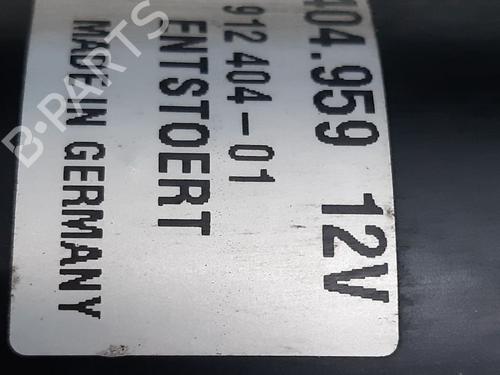 404.959 12V
912 404-01
ENTSTOERT
MADE IN GERMANY
B-PARTS